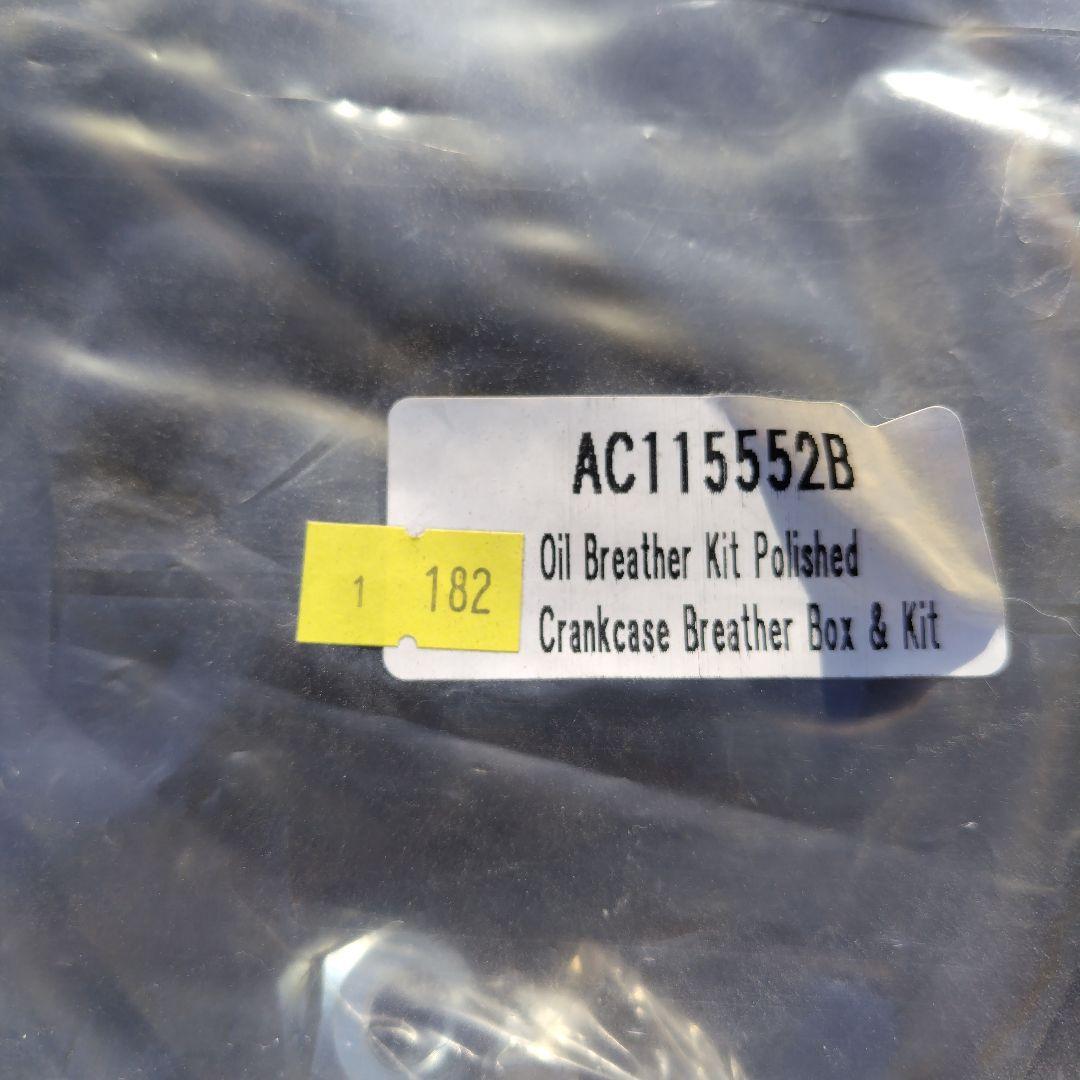 AC115552B
Oil Breather Kit Polished
Crankcase Breather Box & Kit
1 182